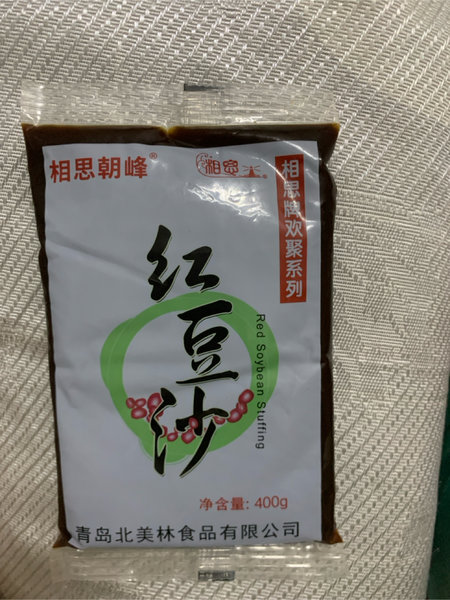 相思朝峰®
相思®
相思牌欢聚系列
红豆沙
Red Soybean Stuffing
净含量: 400g
青岛北美林食品有限公司